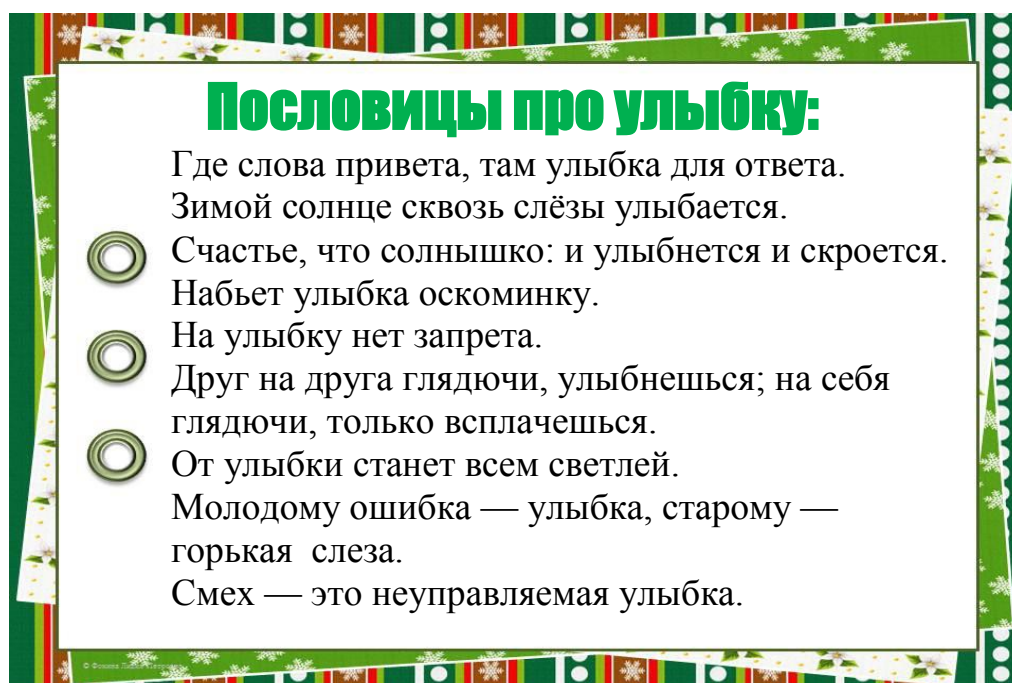 Пословицы про улыбку:
Где слова привета, там улыбка для ответа.
Зимой солнце сквозь слёзы улыбается.
Счастье, что солнышко: и улыбнется и скроется.
Набьет улыбка оскоминку.
На улыбку нет запрета.
Друг на друга глядючи, улыбнешься; на себя
глядючи, только всплачешься.
От улыбки станет всем светлей.
Молодому ошибка — улыбка, старому —
горькая  слеза.
Смех — это неуправляемая улыбка.